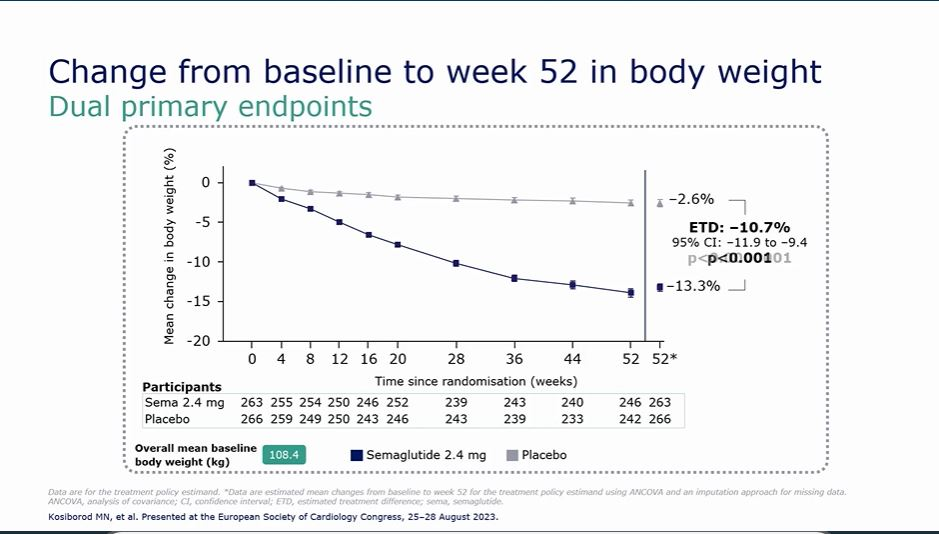 Change from baseline to week 52 in body weight
Dual primary endpoints
Mean change in body weight (%)
0
-5
-10
-15
-20
−2.6%
ETD: −10.7%
95% CI: −11.9 to −9.4
p<0.001
−13.3%
0 4 8 12 16 20 28 36 44 52 52*
Time since randomisation (weeks)
Participants
Sema 2.4 mg 263 255 254 250 246 252 239 243 240 246 263
Placebo 266 259 249 250 243 246 243 239 233 242 266
Overall mean baseline
body weight (kg)
108.4
Semaglutide 2.4 mg Placebo
Data are for the treatment policy estimand. *Data are estimated mean changes from baseline to week 52 for the treatment policy estimand using ANCOVA and an imputation approach for missing data.
ANCOVA, analysis of covariance; CI, confidence interval; ETD, estimated treatment difference; sema, semaglutide.
Kosiborod MN, et al. Presented at the European Society of Cardiology Congress, 25–28 August 2023.